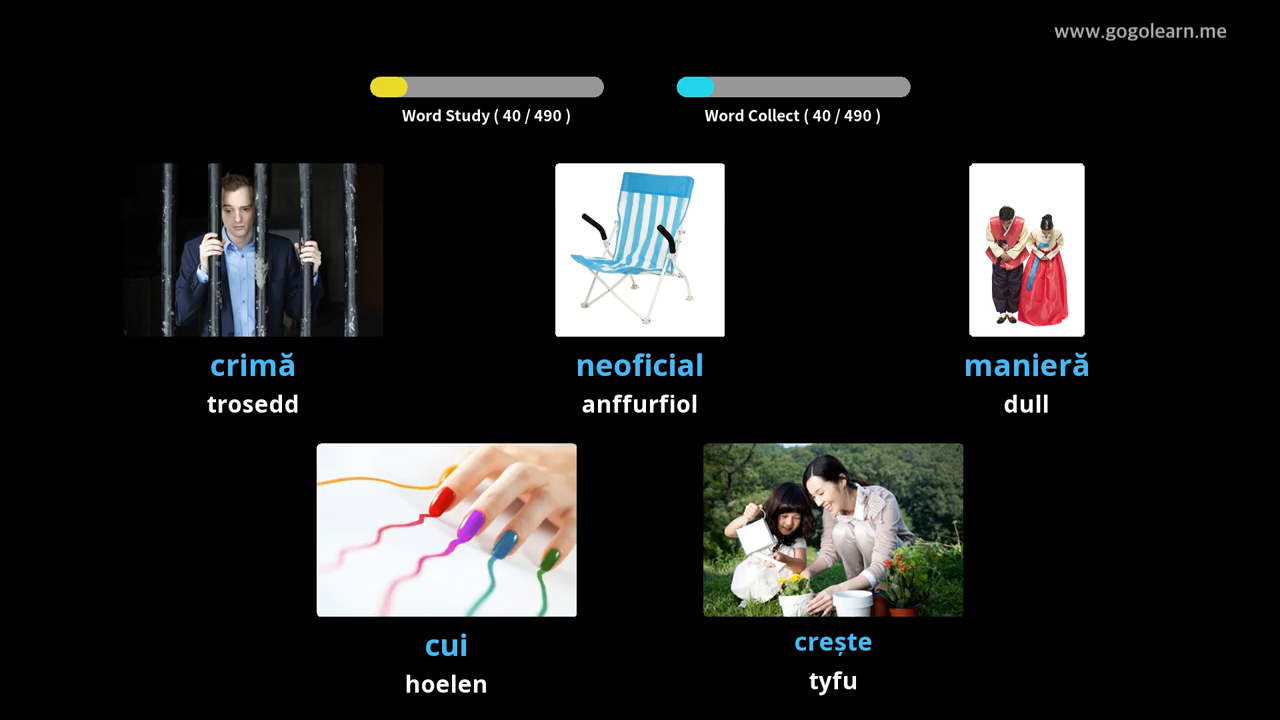 www.gogolearn.me
Word Study ( 40 / 490 )
Word Collect ( 40 / 490 )
crimă
trosedd
neoficial
anffurfiol
manieră
dull
cui
hoelen
crește
tyfu